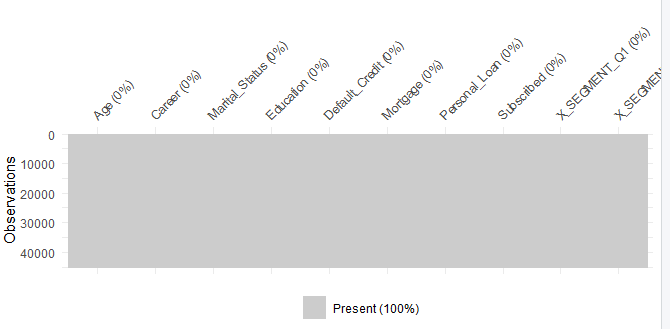 Age (0%)
Career (0%)
Marital_Status (0%)
Education (0%)
Default_Credit (0%)
Mortgage (0%)
Personal_Loan (0%)
Subscribed (0%)
X_SEGMENT_Q1 (0%)
X_SEGMEN
0
10000
20000
30000
40000
Observations
Present (100%)